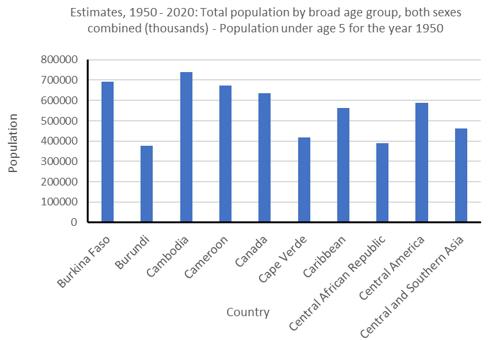 Estimates, 1950 - 2020: Total population by broad age group, both sexes
combined (thousands) - Population under age 5 for the year 1950
800000
700000
600000
500000
400000
300000
200000
100000
0
Population
Burkina Faso
Burundi
Cambodia
Cameroon
Canada
Cape Verde
Caribbean
Central African Republic
Central America
Central and Southern Asia
Country